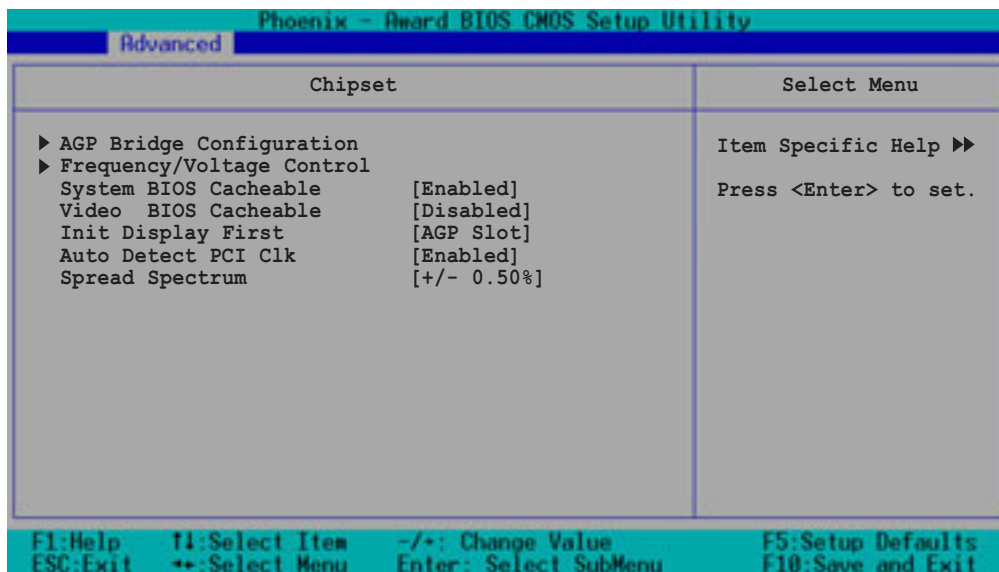 Phoenix - Award BIOS CMOS Setup Utility
Advanced
Chipset
Select Menu
AGP Bridge Configuration
Frequency/Voltage Control
System BIOS Cacheable [Enabled]
Video BIOS Cacheable [Disabled]
Init Display First [AGP Slot]
Auto Detect PCI Clk [Enabled]
Spread Spectrum [+/- 0.50%]
Item Specific Help
Press <Enter> to set.
F1:Help ↑↓:Select Item -/+: Change Value F5:Setup Defaults
ESC:Exit ↔:Select Menu Enter: Select SubMenu F10:Save and Exit